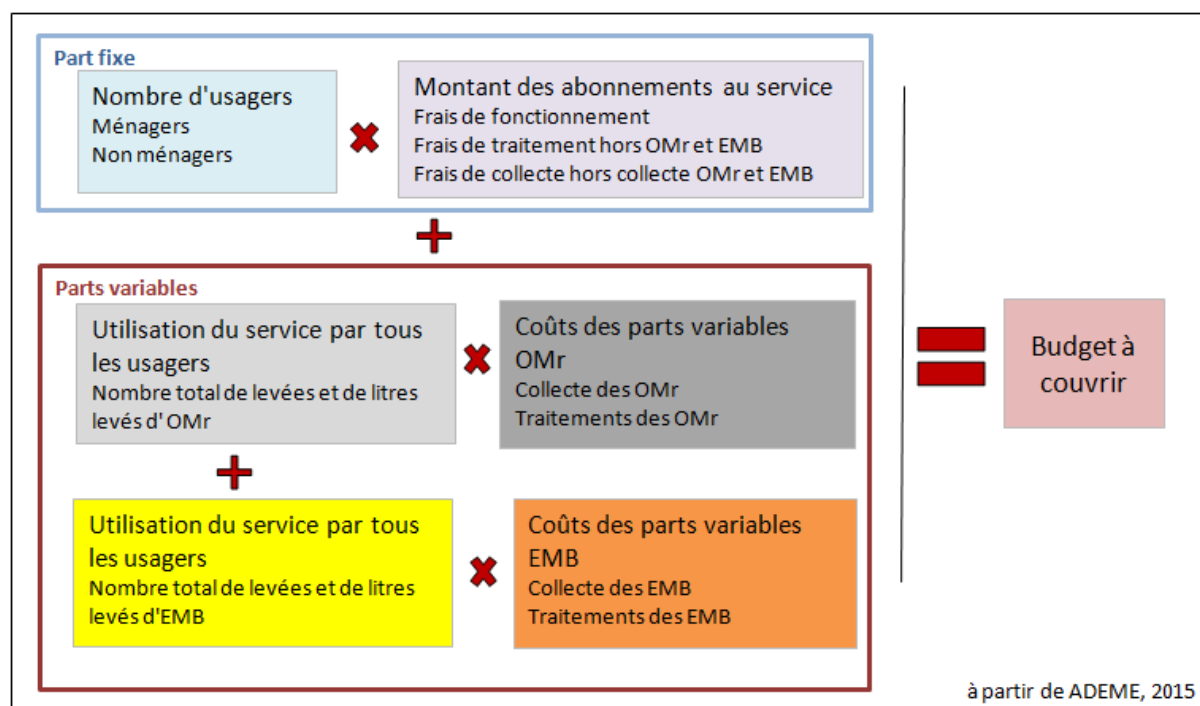 Part fixe
Nombre d'usagers
Ménagers
Non ménagers
Montant des abonnements au service
Frais de fonctionnement
Frais de traitement hors OMr et EMB
Frais de collecte hors collecte OMr et EMB
Parts variables
Utilisation du service par tous
les usagers
Nombre total de levées et de litres
levés d' OMr
Coûts des parts variables
OMr
Collecte des OMr
Traitements des OMr
Utilisation du service par tous
les usagers
Nombre total de levées et de litres
levés d'EMB
Coûts des parts variables
EMB
Collecte des EMB
Traitements des EMB
Budget à
couvrir
à partir de ADEME, 2015